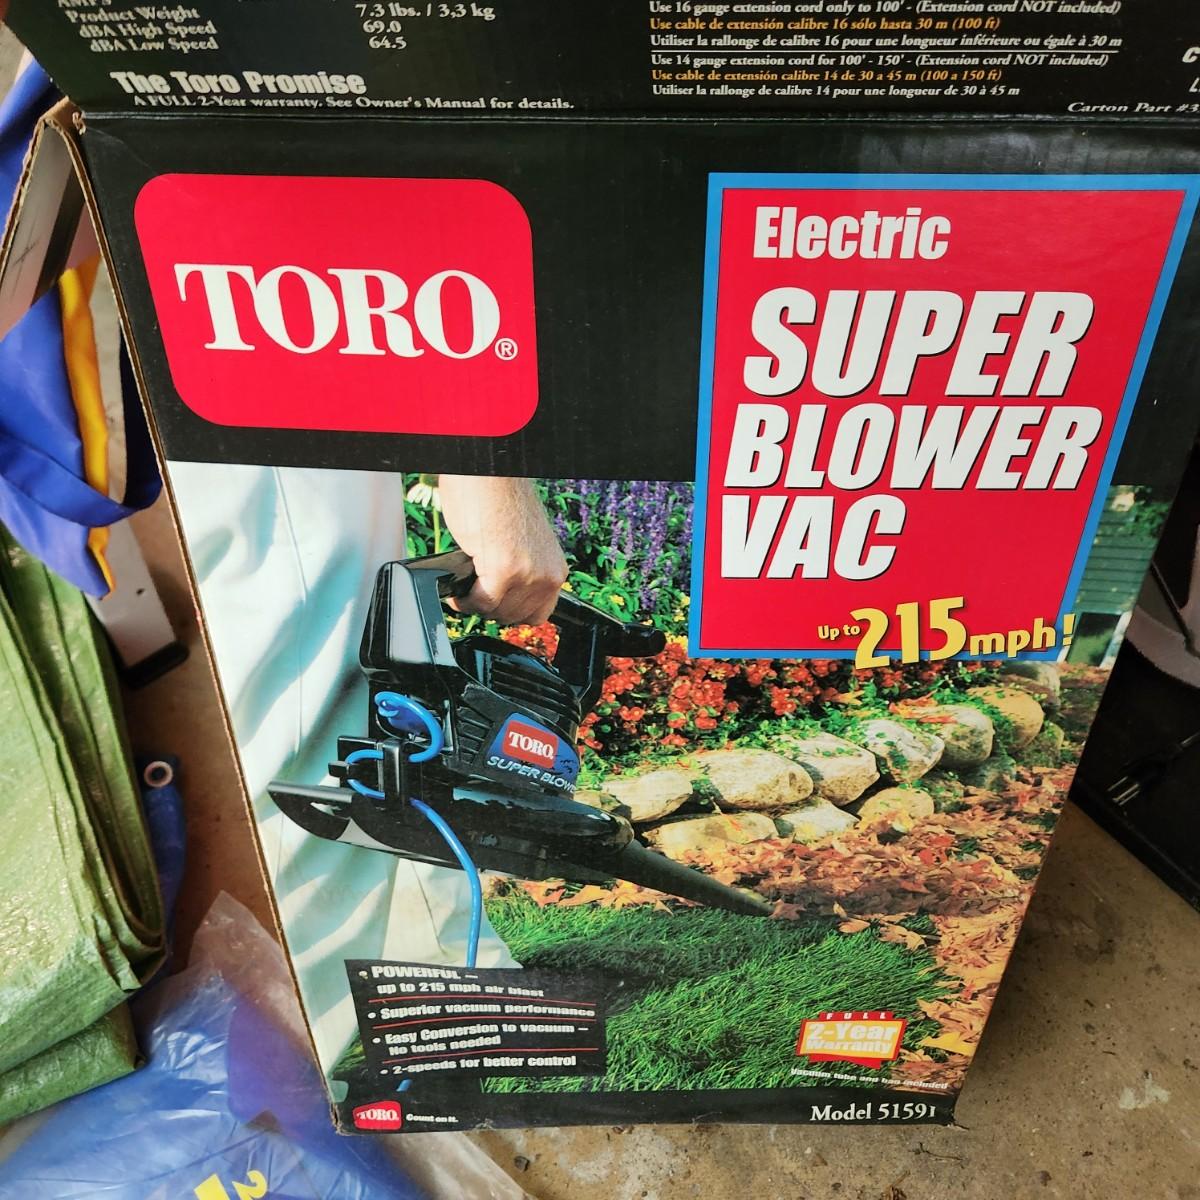 AMPS
Product Weight 7.3 lbs. / 3,3 kg
dBA High Speed 69.0
dBA Low Speed 64.5
The Toro Promise
A FULL 2-Year warranty. See Owner's Manual for details.
Use 16 gauge extension cord only to 100' - (Extension cord NOT included)
Use cable de extensión calibre 16 sólo hasta 30 m (100 ft)
Utiliser la rallonge de calibre 16 pour une longueur inférieure ou égale à 30 m
Use 14 gauge extension cord for 100' - 150' - (Extension cord NOT included)
Use cable de extensión calibre 14 de 30 a 45 m (100 a 150 ft)
Utiliser la rallonge de calibre 14 pour une longueur de 30 à 45 m
Carton Part #3
TORO®
Electric
SUPER
BLOWER
VAC
Up to 215 mph!
TORO
SUPER BLOW
• POWERFUL –
up to 215 mph air blast
• Superior vacuum performance
• Easy Conversion to vacuum –
No tools needed
• 2-speeds for better control
FULL
2-Year
Warranty
Vacuum tube and bag included
TORO Count on it.
Model 51591